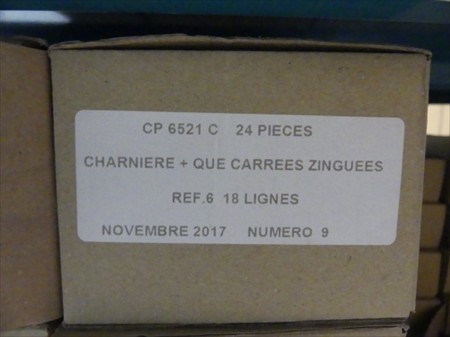 CP 6521 C 24 PIECES
CHARNIERE + QUE CARREES ZINGUEES
REF.6 18 LIGNES
NOVEMBRE 2017 NUMERO 9